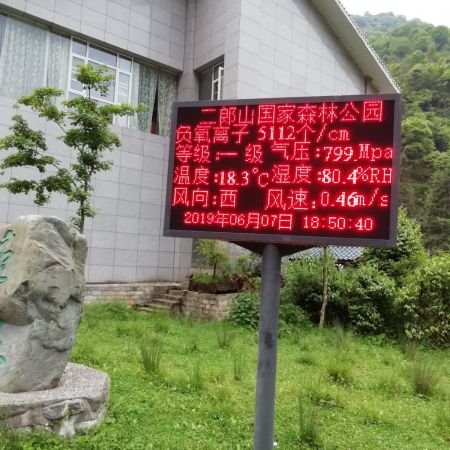 二郎山国家森林公园
负氧离子 5112个/cm
等级:一 级 气压:799.Mpa
温度:18.3℃ 湿度:80.4%RH
风向:西 风速:0.46m/s
2019年06月07日 18:50:40